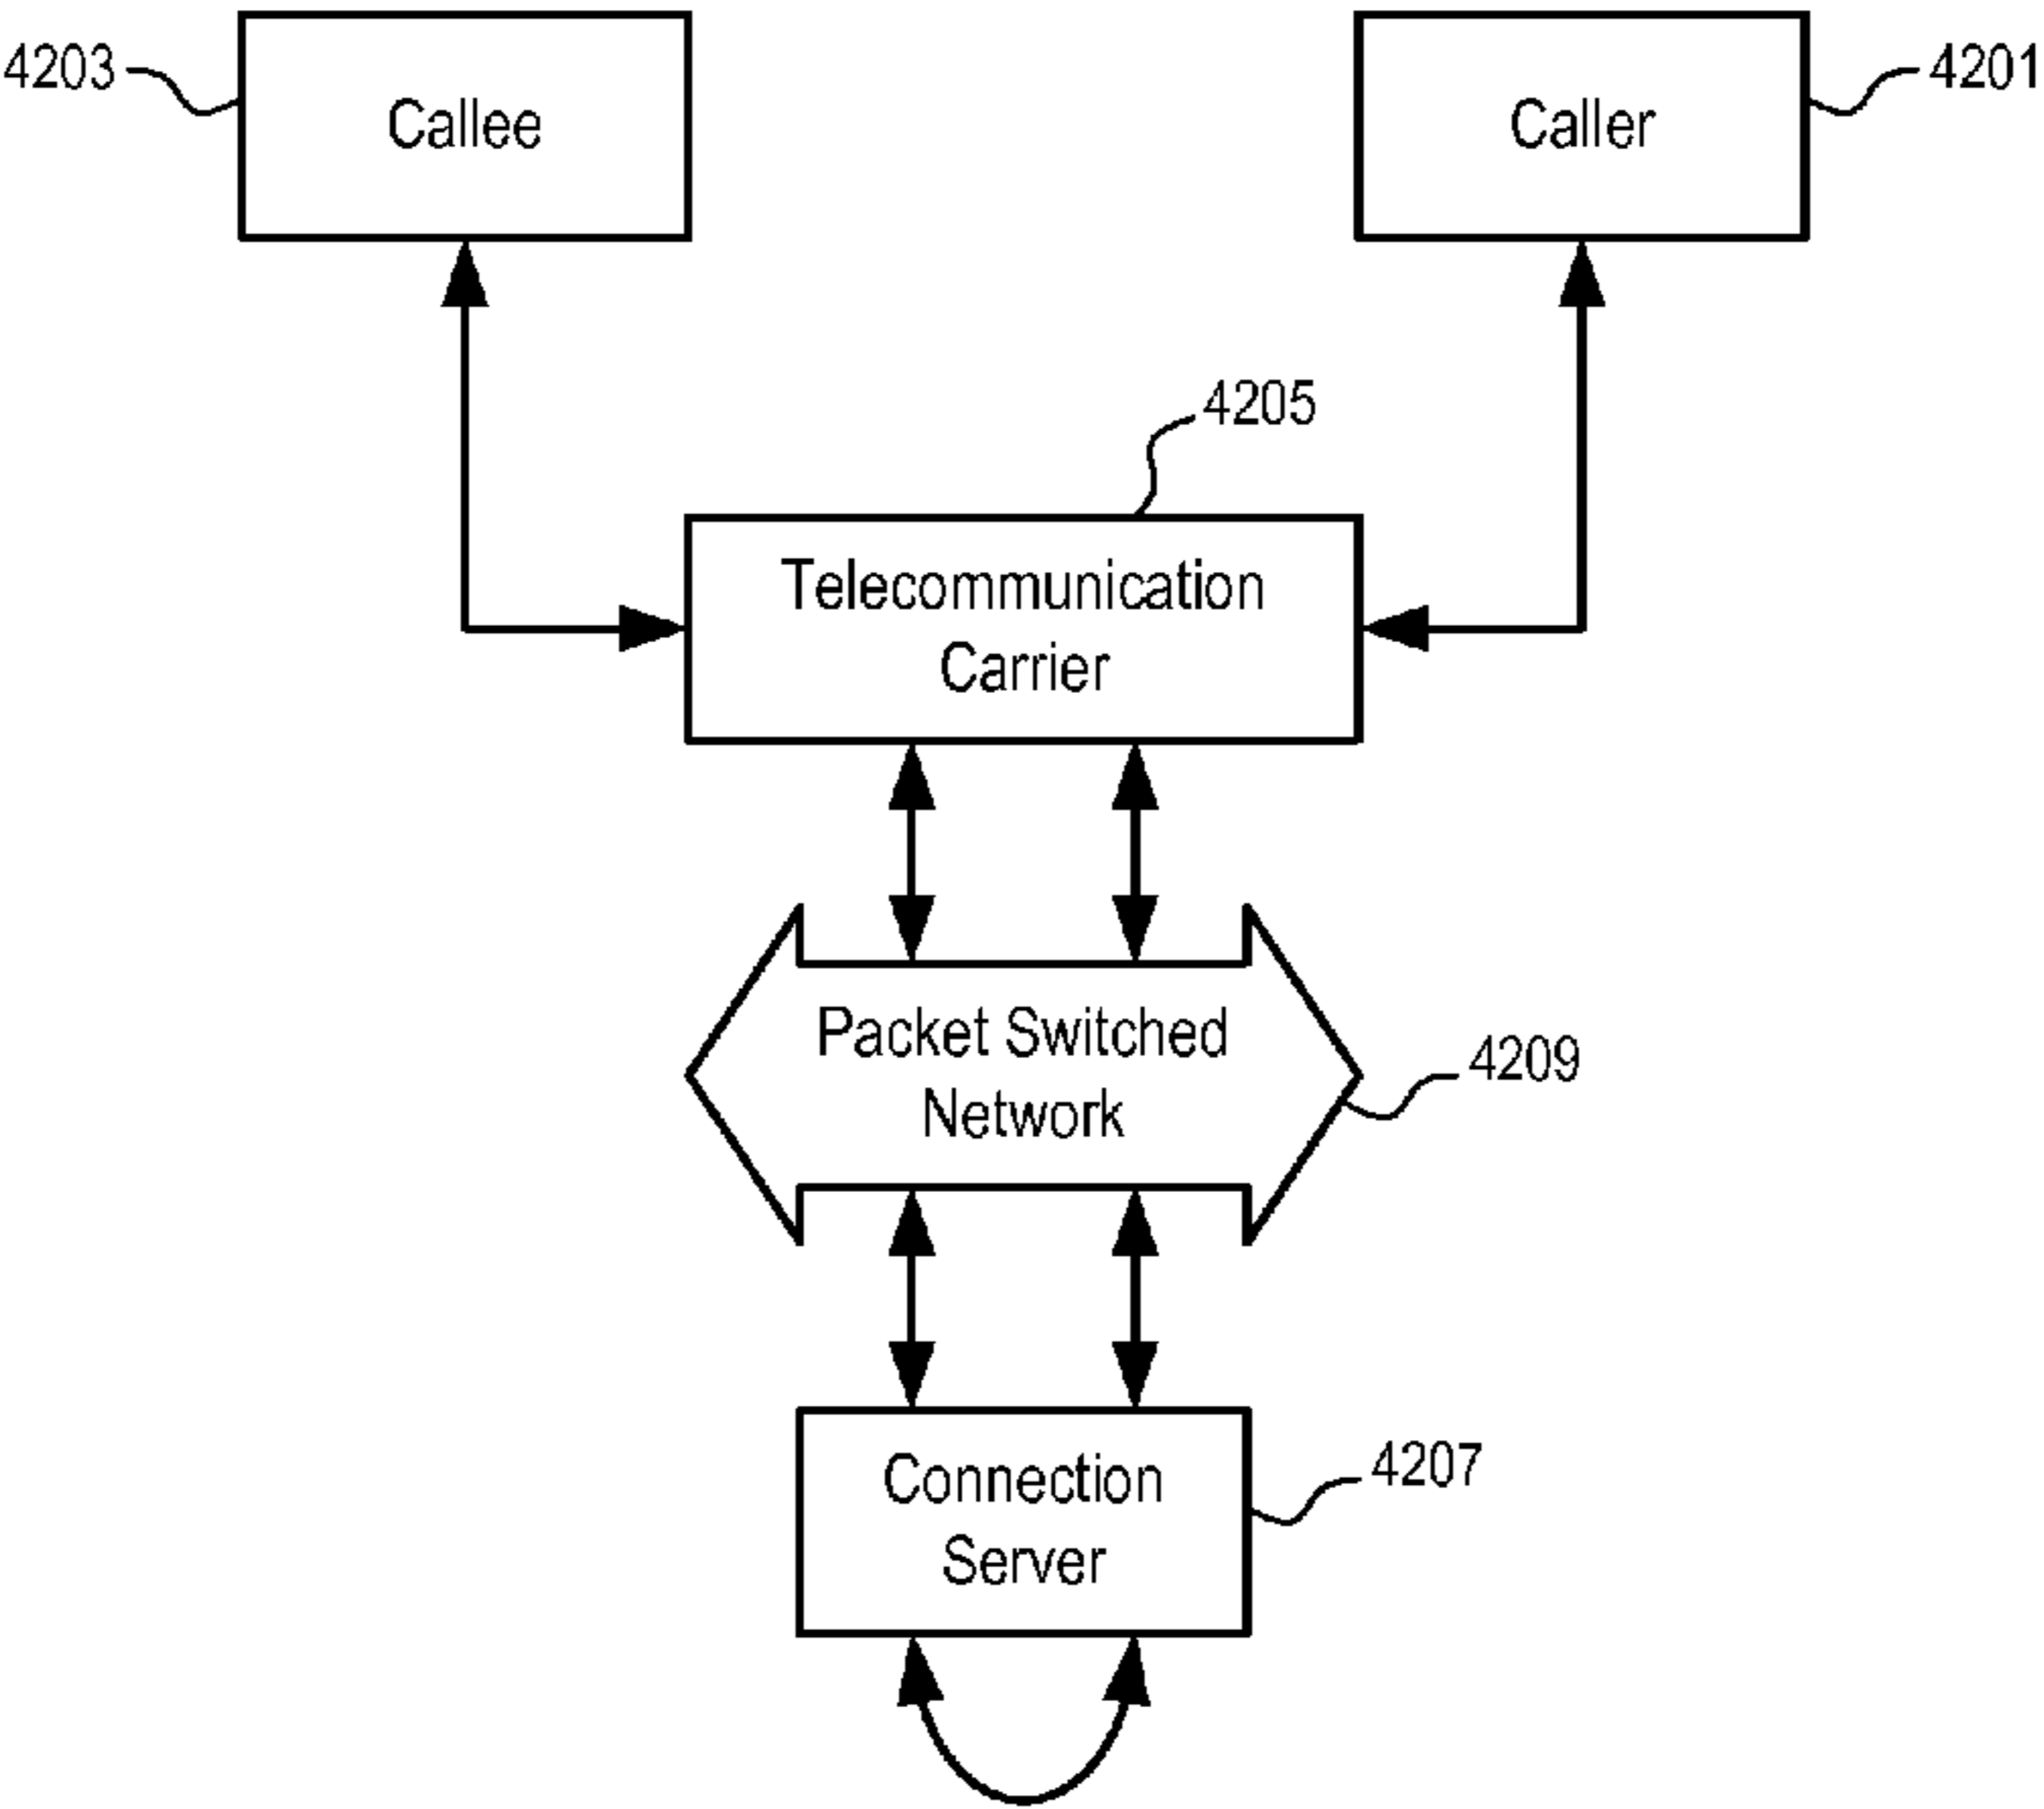 4203
Callee
Caller
4201
4205
Telecommunication
Carrier
Packet Switched
Network
4209
Connection
Server
4207